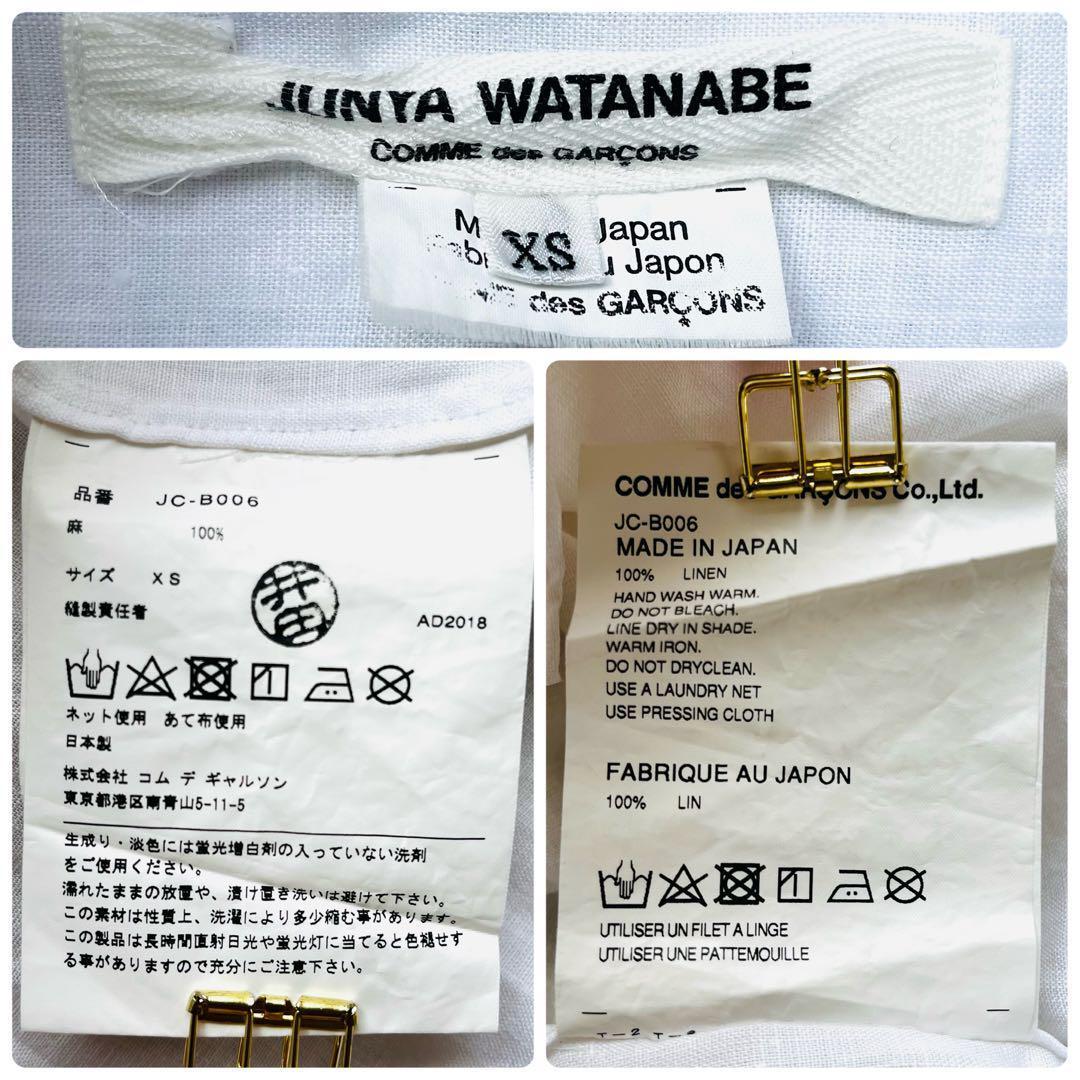 JUNYA WATANABE
COMME des GARÇONS
XS
Japan
Japon
des GARÇONS
品番 JC-B006
麻 100%
サイズ XS
縫製責任者
井田
AD2018
ネット使用 あて布使用
日本製
株式会社 コム デ ギャルソン
東京都港区南青山5-11-5
生成り・淡色には蛍光増白剤の入っていない洗剤
をご使用ください。
濡れたままの放置や、漬け置き洗いは避けて下さい。
この素材は性質上、洗濯により多少縮む事があります。
この製品は長時間直射日光や蛍光灯に当てると色褪せす
る事がありますので充分にご注意下さい。
COMME des GARÇONS Co.,Ltd.
JC-B006
MADE IN JAPAN
100% LINEN
HAND WASH WARM.
DO NOT BLEACH.
LINE DRY IN SHADE.
WARM IRON.
DO NOT DRYCLEAN.
USE A LAUNDRY NET
USE PRESSING CLOTH
FABRIQUE AU JAPON
100% LIN
UTILISER UN FILET A LINGE
UTILISER UNE PATTEMOUILLE